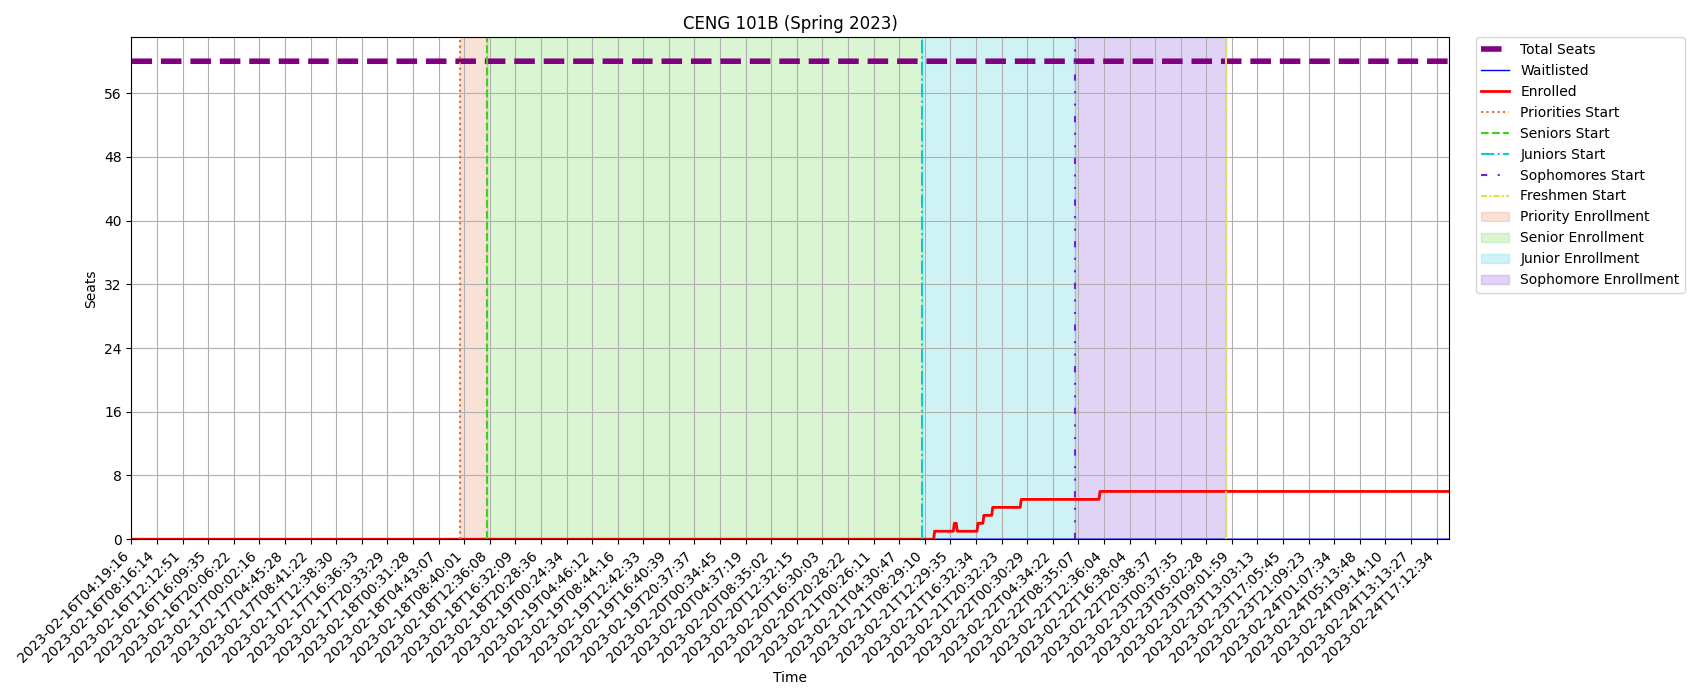 CENG 101B (Spring 2023)
Seats
56
48
40
32
24
16
8
0
2023-02-16T04:19:16
2023-02-16T08:16:14
2023-02-16T12:12:51
2023-02-16T16:09:35
2023-02-16T20:06:22
2023-02-17T00:02:16
2023-02-17T04:45:28
2023-02-17T08:41:22
2023-02-17T12:38:30
2023-02-17T16:36:33
2023-02-17T20:33:29
2023-02-18T00:31:28
2023-02-18T04:43:07
2023-02-18T08:40:01
2023-02-18T12:36:08
2023-02-18T16:32:09
2023-02-18T20:28:36
2023-02-19T00:24:34
2023-02-19T04:46:12
2023-02-19T08:44:16
2023-02-19T12:42:33
2023-02-19T16:40:39
2023-02-19T20:37:37
2023-02-20T00:34:45
2023-02-20T04:37:19
2023-02-20T08:35:02
2023-02-20T12:32:15
2023-02-20T16:30:03
2023-02-20T20:28:22
2023-02-21T00:26:11
2023-02-21T04:30:47
2023-02-21T08:29:10
2023-02-21T12:29:35
2023-02-21T16:32:34
2023-02-21T20:32:23
2023-02-22T00:30:29
2023-02-22T04:34:22
2023-02-22T08:35:07
2023-02-22T12:36:04
2023-02-22T16:38:04
2023-02-22T20:38:37
2023-02-23T00:37:35
2023-02-23T05:02:28
2023-02-23T09:01:59
2023-02-23T13:03:13
2023-02-23T17:05:45
2023-02-23T21:09:23
2023-02-24T01:07:34
2023-02-24T05:13:48
2023-02-24T09:14:10
2023-02-24T13:13:27
2023-02-24T17:12:34
Time
Total Seats
Waitlisted
Enrolled
Priorities Start
Seniors Start
Juniors Start
Sophomores Start
Freshmen Start
Priority Enrollment
Senior Enrollment
Junior Enrollment
Sophomore Enrollment